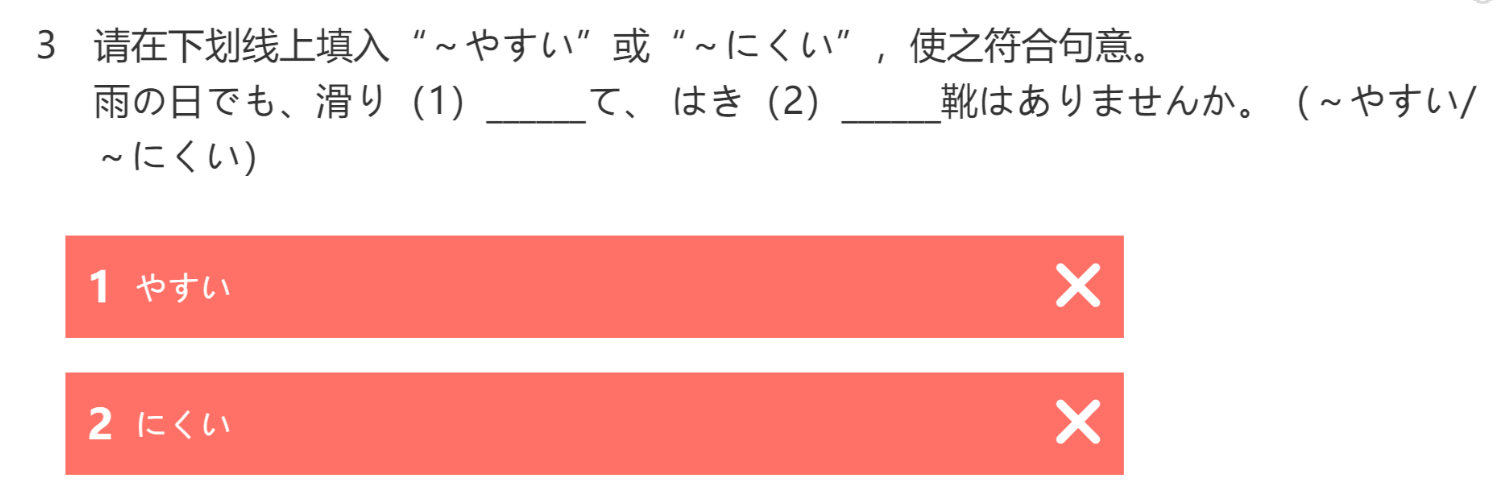 3 请在下划线上填入“~やすい”或“~にくい”，使之符合句意。
雨の日でも、滑り（1）______て、 はき（2）______靴はありませんか。（~やすい/
~にくい）
1 やすい
2 にくい